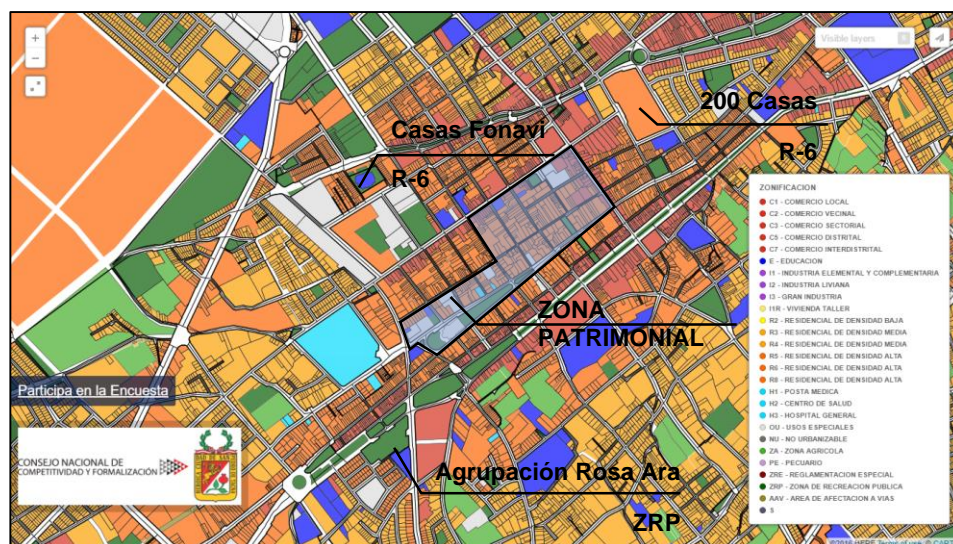 +
−
Visible layers
200 Casas
Casas Fonavi
R-6
R-6
ZONIFICACION
C1 - COMERCIO LOCAL
C2 - COMERCIO VECINAL
C3 - COMERCIO SECTORIAL
C5 - COMERCIO DISTRITAL
C7 - COMERCIO INTERDISTRITAL
E - EDUCACION
I1 - INDUSTRIA ELEMENTAL Y COMPLEMENTARIA
I2 - INDUSTRIA LIVIANA
I3 - GRAN INDUSTRIA
I1R - VIVIENDA TALLER
R2 - RESIDENCIAL DE DENSIDAD BAJA
R3 - RESIDENCIAL DE DENSIDAD MEDIA
R4 - RESIDENCIAL DE DENSIDAD MEDIA
R5 - RESIDENCIAL DE DENSIDAD ALTA
R6 - RESIDENCIAL DE DENSIDAD ALTA
R8 - RESIDENCIAL DE DENSIDAD ALTA
H1 - POSTA MEDICA
H2 - CENTRO DE SALUD
H3 - HOSPITAL GENERAL
OU - USOS ESPECIALES
NU - NO URBANIZABLE
ZA - ZONA AGRICOLA
PE - PECUARIO
ZRE - REGLAMENTACION ESPECIAL
ZRP - ZONA DE RECREACION PUBLICA
AAV - AREA DE AFECTACION A VIAS
ZONA
PATRIMONIAL
Participa en la Encuesta
CONSEJO NACIONAL DE
COMPETITIVIDAD Y FORMALIZACIÓN
Agrupación Rosa Ara
ZRP
©2016 HERE Terms of use, © CART